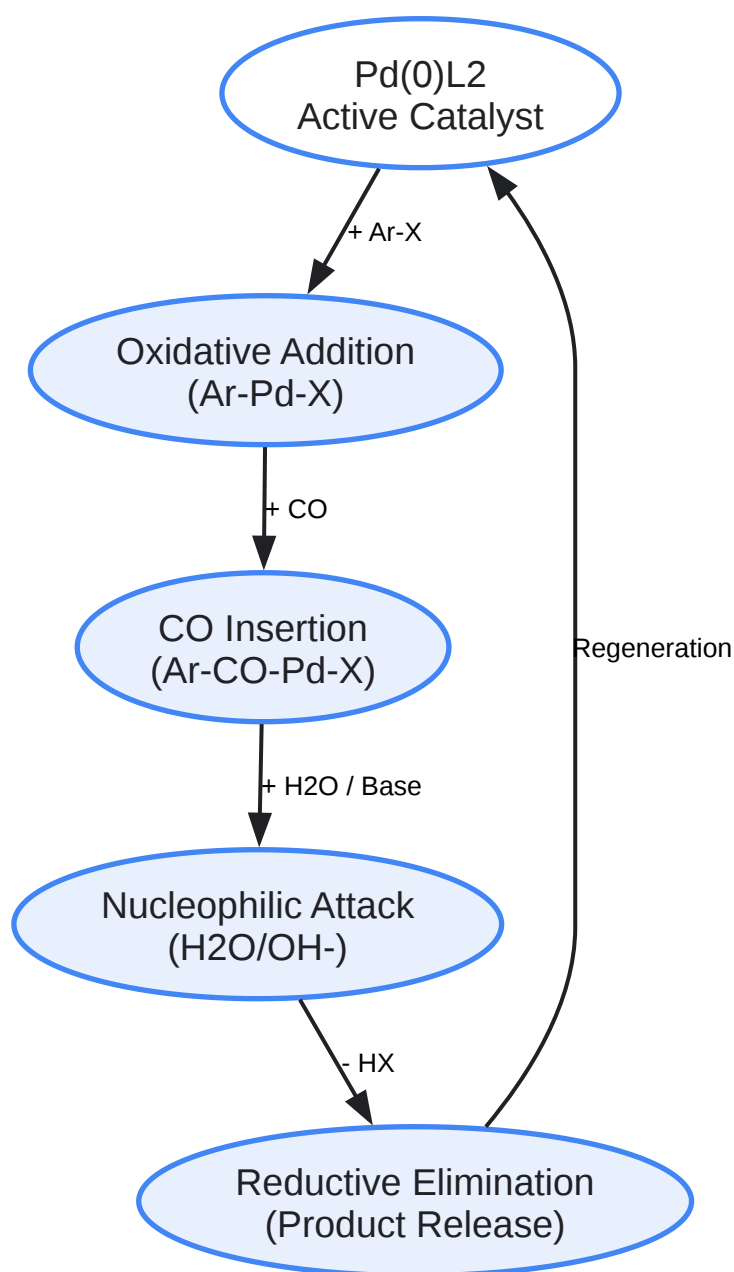 Pd(0)L2
Active Catalyst
+ Ar-X
Oxidative Addition
(Ar-Pd-X)
+ CO
CO Insertion
(Ar-CO-Pd-X)
Regeneration
+ H2O / Base
Nucleophilic Attack
(H2O/OH-)
- HX
Reductive Elimination
(Product Release)